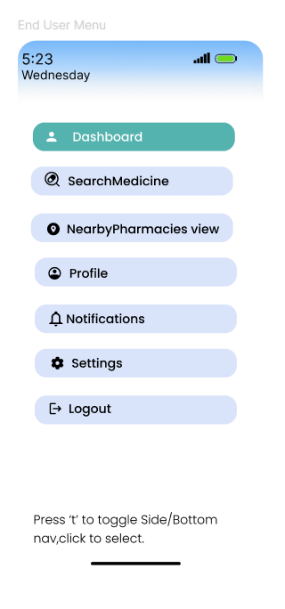 End User Menu
5:23
Wednesday
Dashboard
SearchMedicine
NearbyPharmacies view
Profile
Notifications
Settings
Logout
Press 't' to toggle Side/Bottom
nav,click to select.